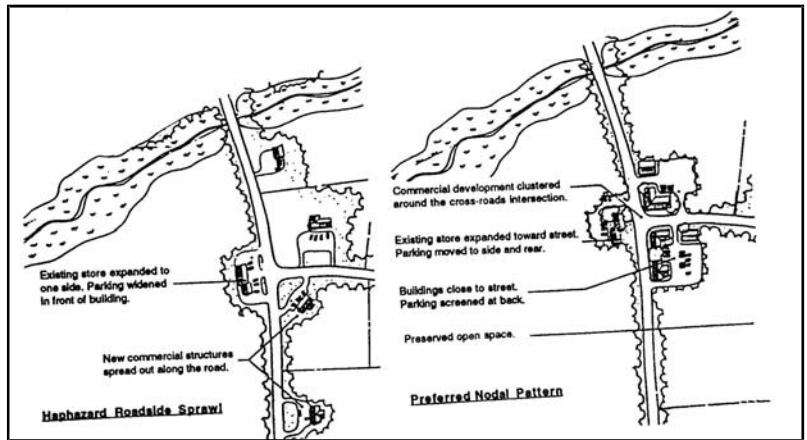 Existing store expanded to
one side. Parking widened
in front of building.
New commercial structures
spread out along the road.
Haphazard Roadside Sprawl
Commercial development clustered
around the cross-roads intersection.
Existing store expanded toward street.
Parking moved to side and rear.
Buildings close to street.
Parking screened at back.
Preserved open space.
Preferred Nodal Pattern